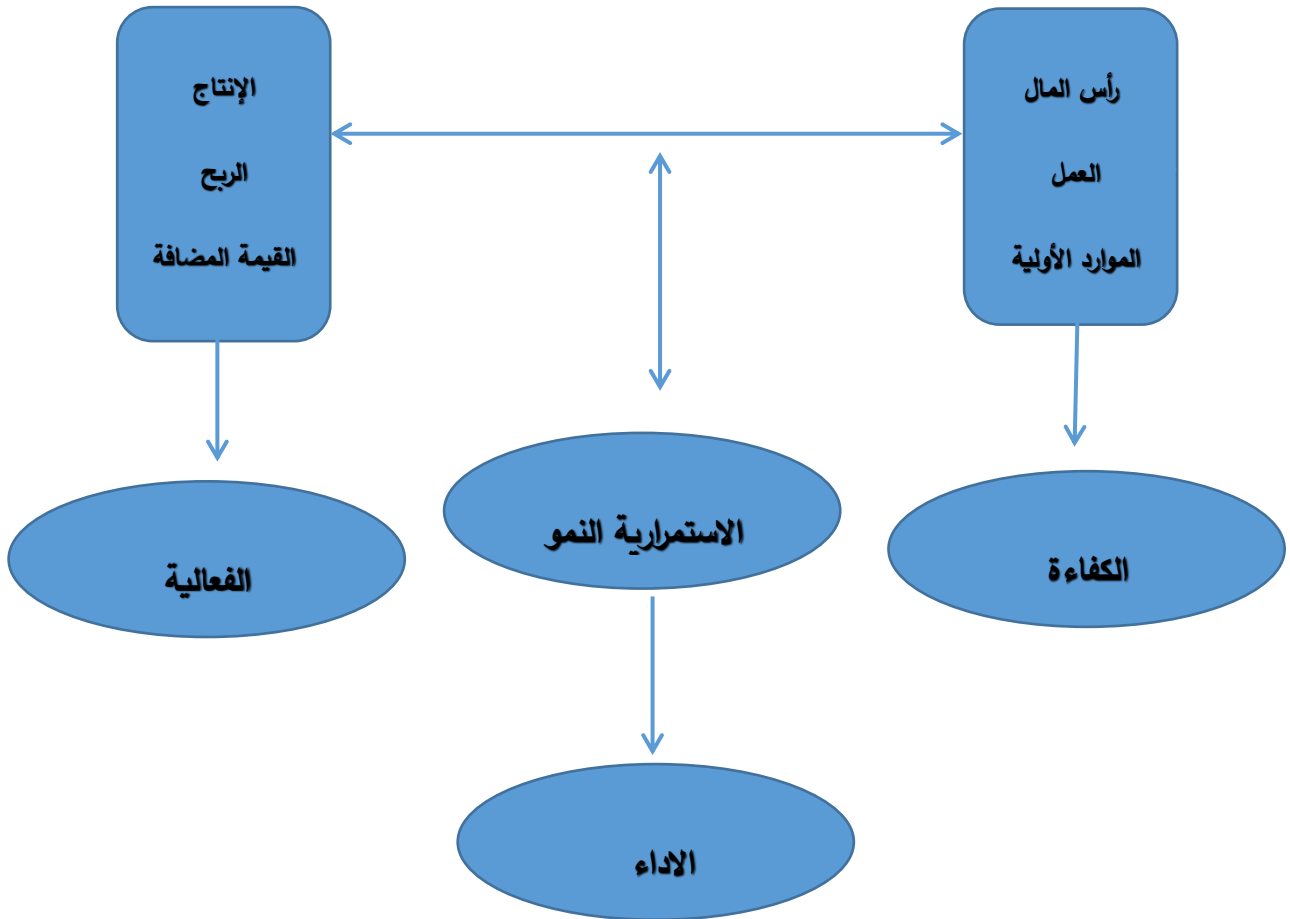 رأس المال
العمل
الموارد الأولية
الإنتاج
الربح
القيمة المضافة
الكفاءة
الاستمرارية النمو
الفعالية
الاداء